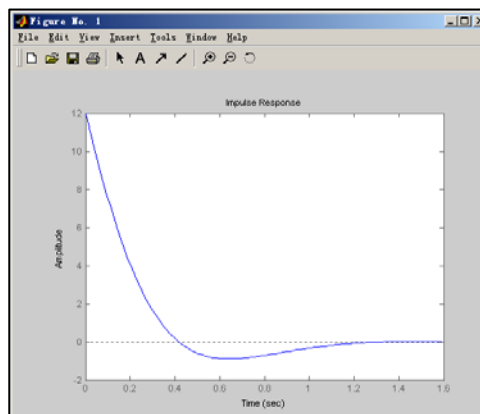 Figure No. 1
File Edit View Insert Tools Window Help
A
Impulse Response
12
10
8
6
4
2
0
-2
Amplitude
0 0.2 0.4 0.6 0.8 1 1.2 1.4 1.6
Time (sec)